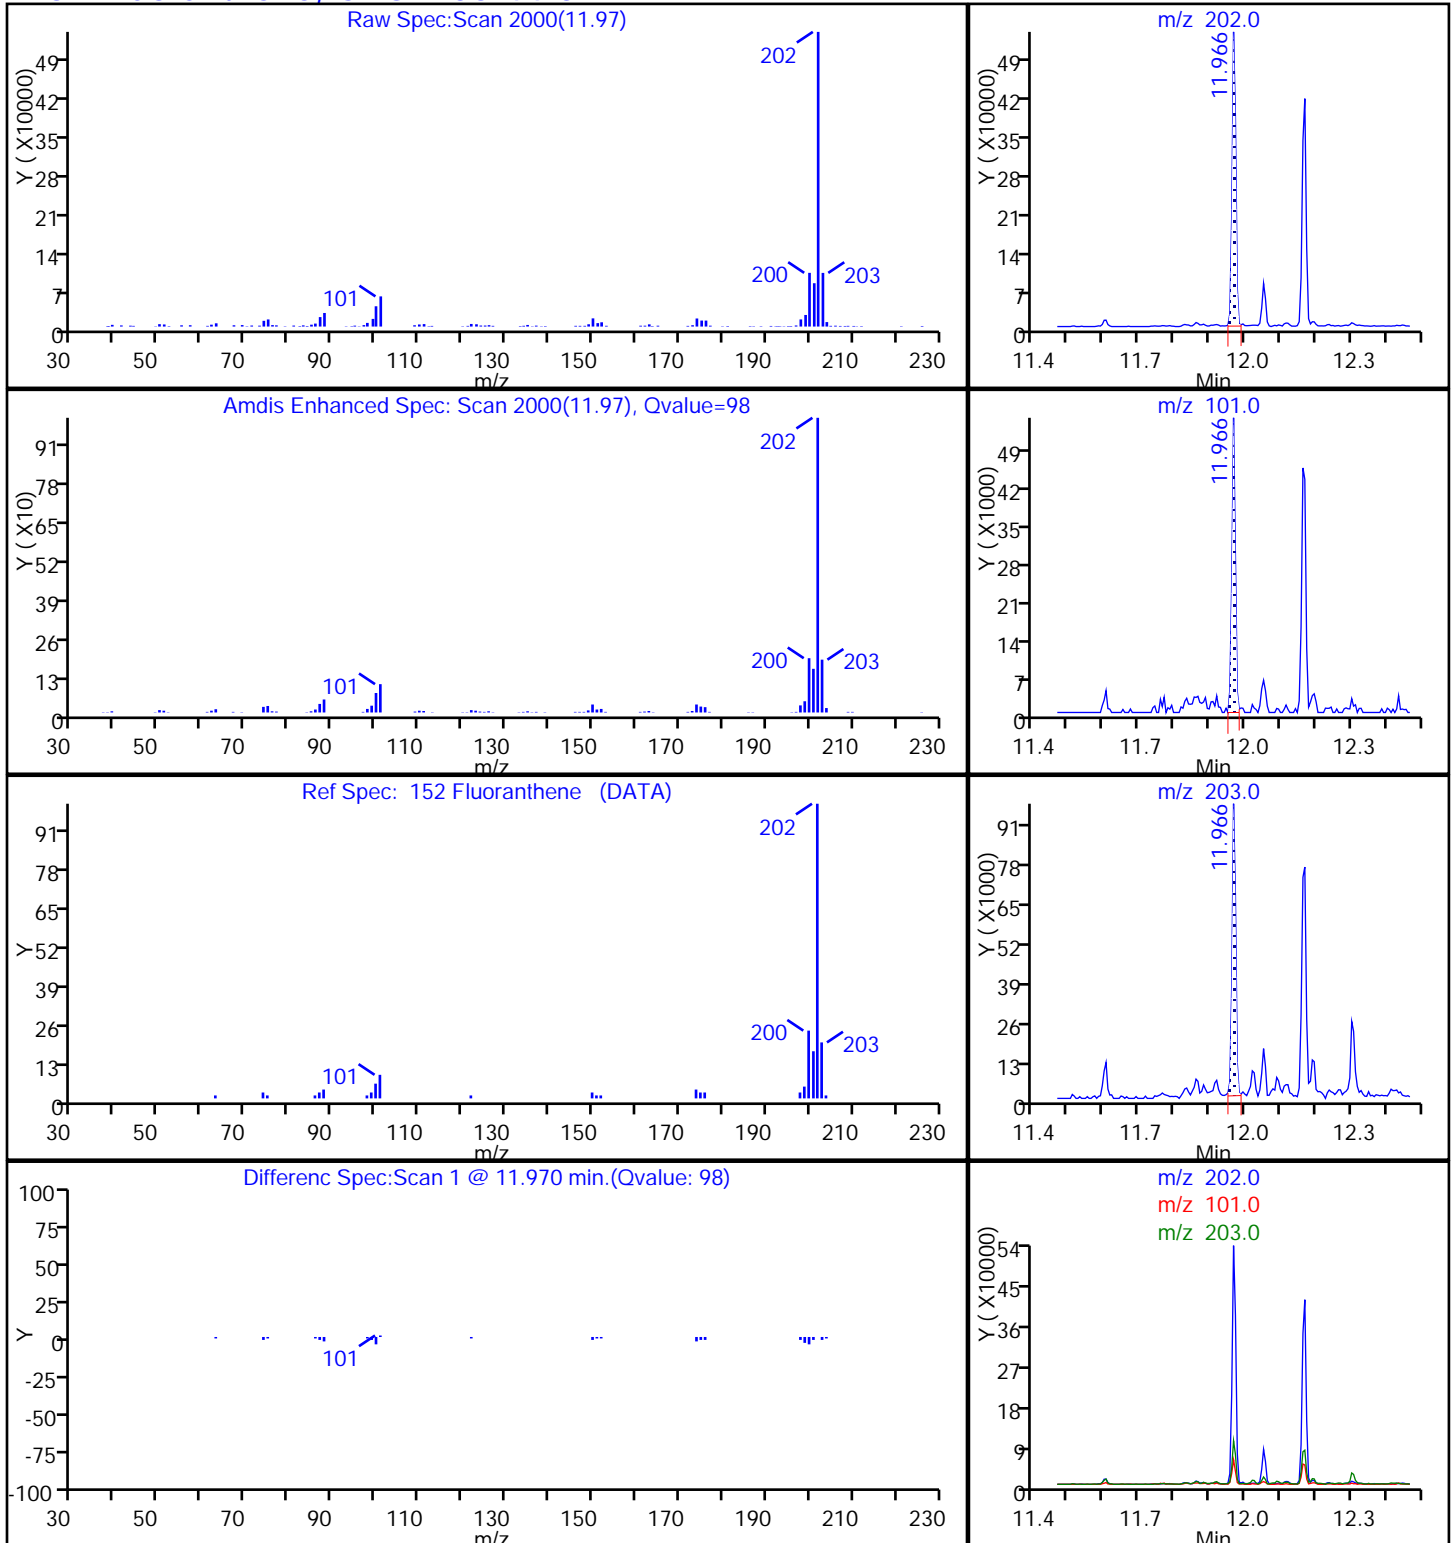 Raw Spec:Scan 2000(11.97)
Y ( X10000)
49
42
35
28
21
14
7
0
202
200
203
101
30 50 70 90 110 130 150 170 190 210 230
m/z
m/z 202.0
Y ( X10000)
49
42
35
28
21
14
7
0
11.966
11.4 11.7 12.0 12.3
Min
Amdis Enhanced Spec: Scan 2000(11.97), Qvalue=98
Y ( X10)
91
78
65
52
39
26
13
0
202
200
203
101
30 50 70 90 110 130 150 170 190 210 230
m/z
m/z 101.0
Y ( X1000)
49
42
35
28
21
14
7
0
11.966
11.4 11.7 12.0 12.3
Min
Ref Spec: 152 Fluoranthene (DATA)
Y
91
78
65
52
39
26
13
0
202
200
203
101
30 50 70 90 110 130 150 170 190 210 230
m/z
m/z 203.0
Y ( X1000)
91
78
65
52
39
26
13
0
11.966
11.4 11.7 12.0 12.3
Min
Differenc Spec:Scan 1 @ 11.970 min.(Qvalue: 98)
Y
100
75
50
25
0
-25
-50
-75
-100
101
30 50 70 90 110 130 150 170 190 210 230
m/z
m/z 202.0
m/z 101.0
m/z 203.0
Y ( X10000)
54
45
36
27
18
9
0
11.4 11.7 12.0 12.3
Min